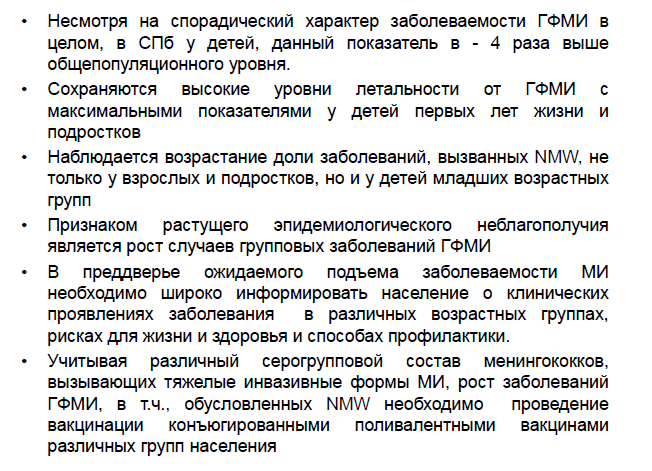 • Несмотря на спорадический характер заболеваемости ГФМИ в
целом, в СПб у детей, данный показатель в - 4 раза выше
общепопуляционного уровня.
• Сохраняются высокие уровни летальности от ГФМИ с
максимальными показателями у детей первых лет жизни и
подростков
• Наблюдается возрастание доли заболеваний, вызванных NMW, не
только у взрослых и подростков, но и у детей младших возрастных
групп
• Признаком растущего эпидемиологического неблагополучия
является рост случаев групповых заболеваний ГФМИ
• В преддверье ожидаемого подъема заболеваемости МИ
необходимо широко информировать население о клинических
проявлениях заболевания в различных возрастных группах,
рисках для жизни и здоровья и способах профилактики.
• Учитывая различный серогрупповой состав менингококков,
вызывающих тяжелые инвазивные формы МИ, рост заболеваний
ГФМИ, в т.ч., обусловленных NMW необходимо проведение
вакцинации конъюгированными поливалентными вакцинами
различных групп населения